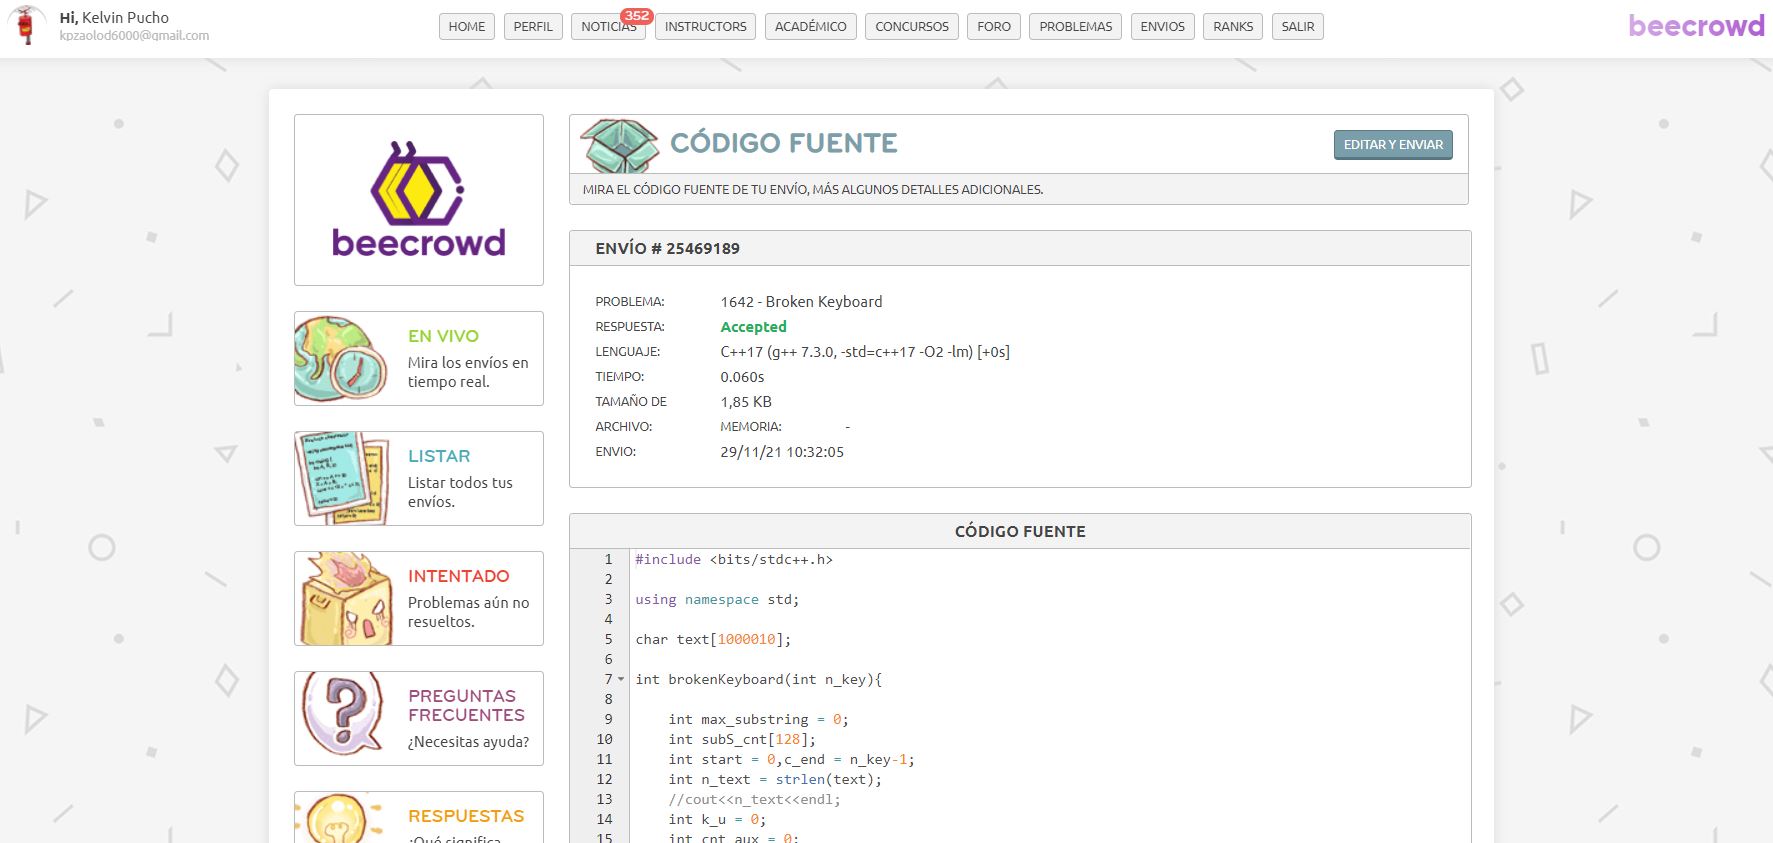 Hi, Kelvin Pucho
kpzaolod6000@gmail.com
HOME PERFIL NOTICIAS 352 INSTRUCTORS ACADÉMICO CONCURSOS FORO PROBLEMAS ENVIOS RANKS SALIR
beecrowd
beecrowd
EN VIVO
Mira los envíos en
tiempo real.
LISTAR
Listar todos tus
envíos.
INTENTADO
Problemas aún no
resueltos.
PREGUNTAS
FRECUENTES
¿Necesitas ayuda?
RESPUESTAS
¿Qué significa
CÓDIGO FUENTE
EDITAR Y ENVIAR
MIRA EL CÓDIGO FUENTE DE TU ENVÍO, MÁS ALGUNOS DETALLES ADICIONALES.
ENVÍO # 25469189
PROBLEMA: 1642 - Broken Keyboard
RESPUESTA: Accepted
LENGUAJE: C++17 (g++ 7.3.0, -std=c++17 -O2 -lm) [+0s]
TIEMPO: 0.060s
TAMAÑO DE 1,85 KB
ARCHIVO: MEMORIA: -
ENVIO: 29/11/21 10:32:05
CÓDIGO FUENTE
1 #include <bits/stdc++.h>
2
3 using namespace std;
4
5 char text[1000010];
6
7 int brokenKeyboard(int n_key){
8
9 int max_substring = 0;
10 int subS_cnt[128];
11 int start = 0,c_end = n_key-1;
12 int n_text = strlen(text);
13 //cout<<n_text<<endl;
14 int k_u = 0;
15 int cnt_aux = 0;